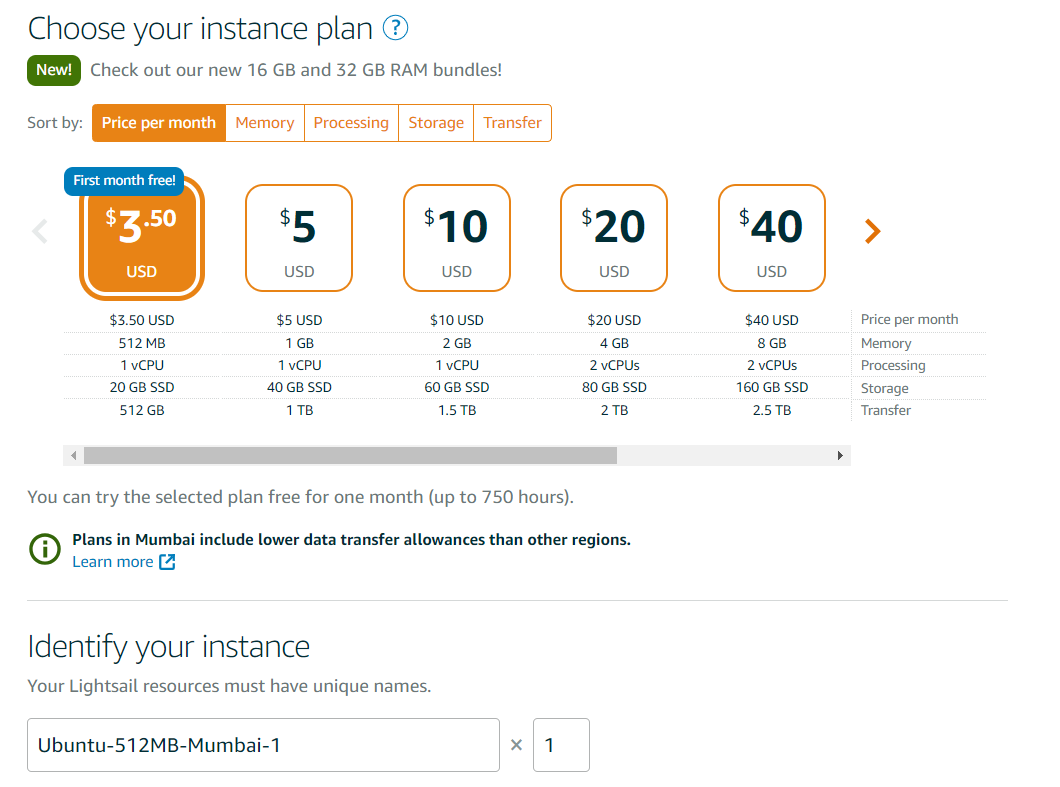 Choose your instance plan ?
New! Check out our new 16 GB and 32 GB RAM bundles!
Sort by: Price per month Memory Processing Storage Transfer
First month free!
$3.50 $5 $10 $20 $40
USD USD USD USD USD
$3.50 USD $5 USD $10 USD $20 USD $40 USD Price per month
512 MB 1 GB 2 GB 4 GB 8 GB Memory
1 vCPU 1 vCPU 1 vCPU 2 vCPUs 2 vCPUs Processing
20 GB SSD 40 GB SSD 60 GB SSD 80 GB SSD 160 GB SSD Storage
512 GB 1 TB 1.5 TB 2 TB 2.5 TB Transfer
You can try the selected plan free for one month (up to 750 hours).
Plans in Mumbai include lower data transfer allowances than other regions.
Learn more
Identify your instance
Your Lightsail resources must have unique names.
Ubuntu-512MB-Mumbai-1 × 1